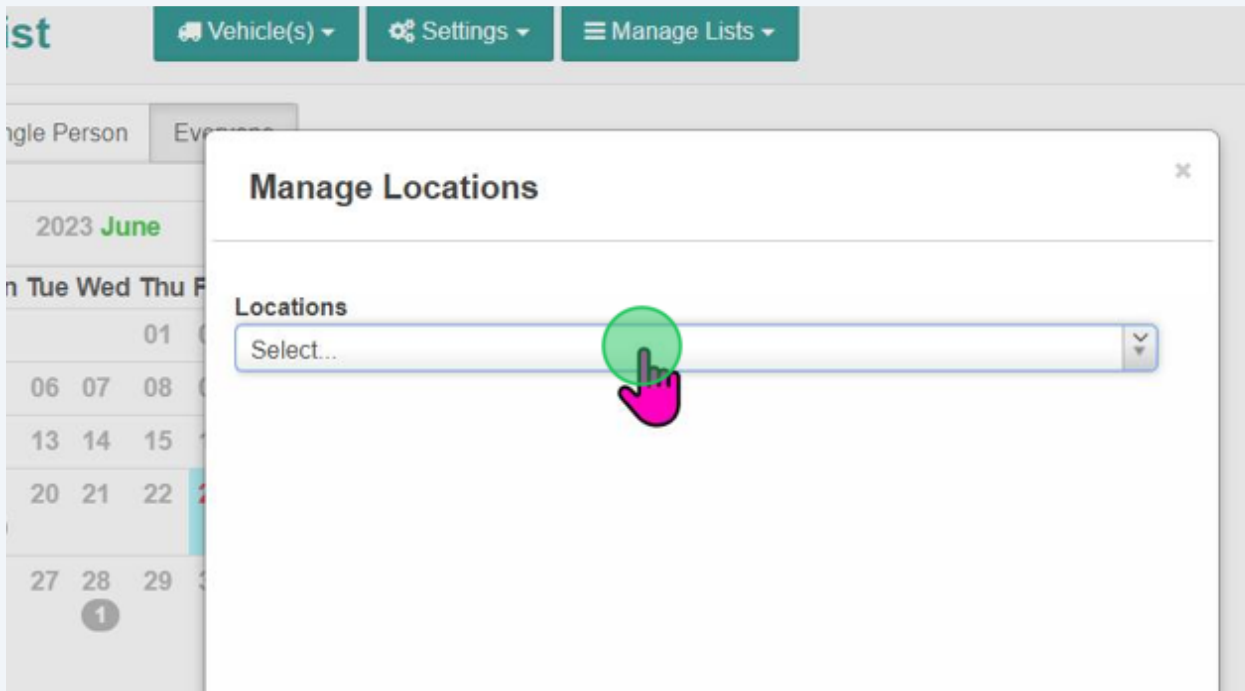 ist Vehicle(s) Settings Manage Lists
ngle Person
Manage Locations
2023 June
Tue Wed Thu
Locations
01
Select...
06 07 08
13 14 15
20 21 22
27 28 29
1